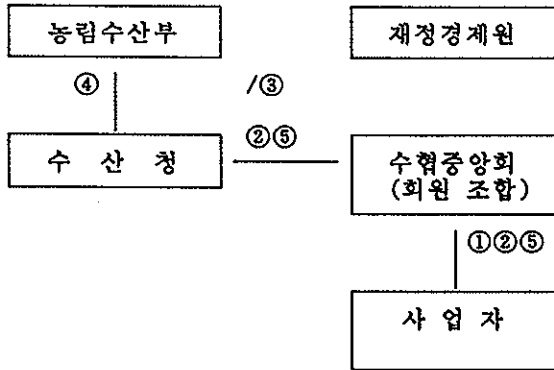 농림수산부 재정경제원
④ /③
②⑤
수 산 청 수협중앙회
(회원 조합)
①②⑤
사 업 자